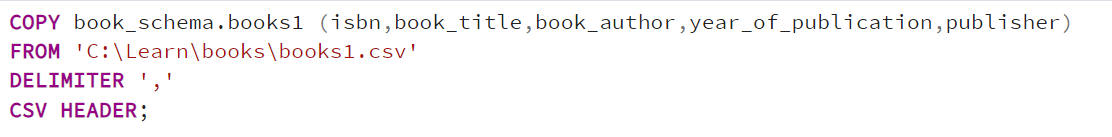 COPY book_schema.books1 (isbn,book_title,book_author,year_of_publication,publisher)
FROM 'C:\Learn\books\books1.csv'
DELIMITER ','
CSV HEADER;